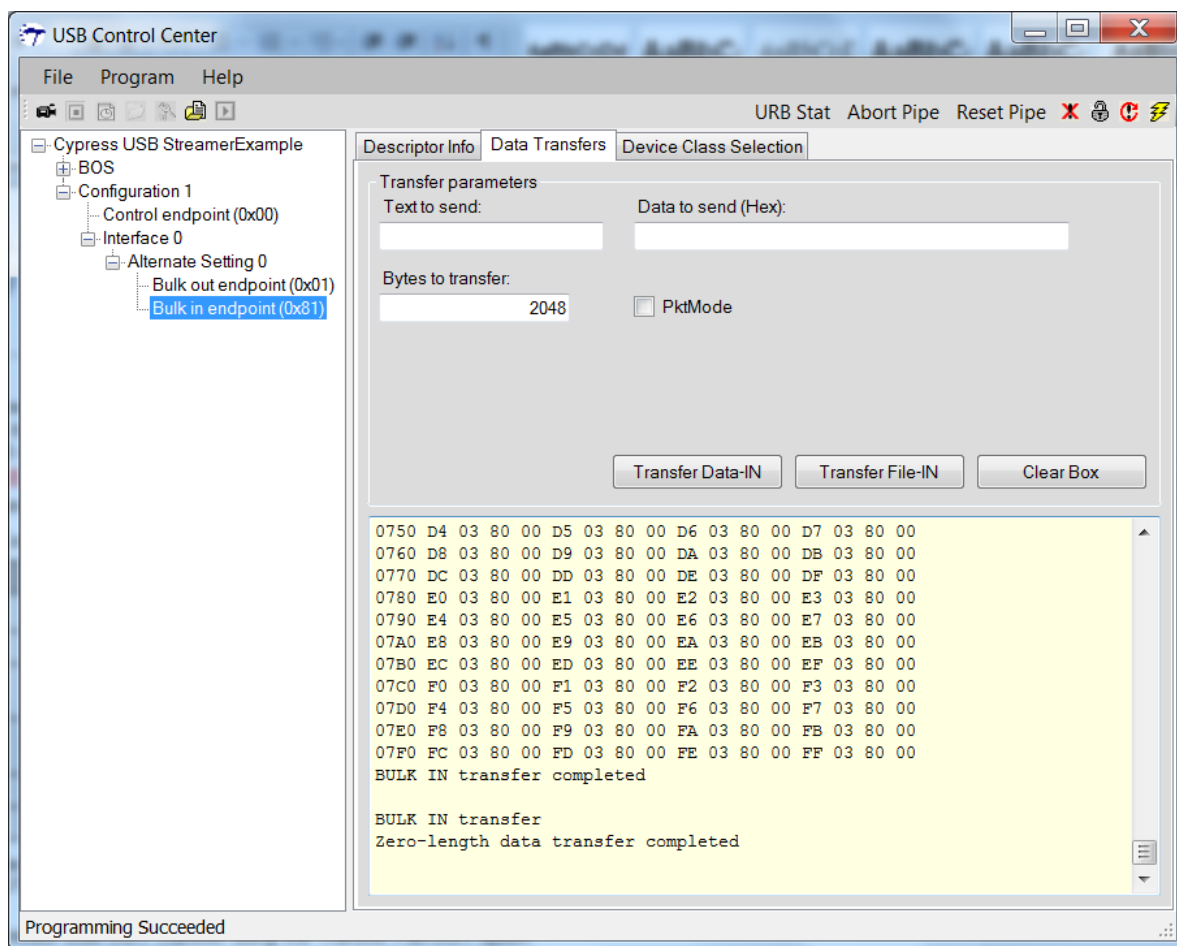 USB Control Center
File Program Help
URB Stat Abort Pipe Reset Pipe
Cypress USB StreamerExample
BOS
Configuration 1
Control endpoint (0x00)
Interface 0
Alternate Setting 0
Bulk out endpoint (0x01)
Bulk in endpoint (0x81)
Descriptor Info Data Transfers Device Class Selection
Transfer parameters
Text to send: Data to send (Hex):
Bytes to transfer:
2048 PktMode
Transfer Data-IN Transfer File-IN Clear Box
0750 D4 03 80 00 D5 03 80 00 D6 03 80 00 D7 03 80 00
0760 D8 03 80 00 D9 03 80 00 DA 03 80 00 DB 03 80 00
0770 DC 03 80 00 DD 03 80 00 DE 03 80 00 DF 03 80 00
0780 E0 03 80 00 E1 03 80 00 E2 03 80 00 E3 03 80 00
0790 E4 03 80 00 E5 03 80 00 E6 03 80 00 E7 03 80 00
07A0 E8 03 80 00 E9 03 80 00 EA 03 80 00 EB 03 80 00
07B0 EC 03 80 00 ED 03 80 00 EE 03 80 00 EF 03 80 00
07C0 F0 03 80 00 F1 03 80 00 F2 03 80 00 F3 03 80 00
07D0 F4 03 80 00 F5 03 80 00 F6 03 80 00 F7 03 80 00
07E0 F8 03 80 00 F9 03 80 00 FA 03 80 00 FB 03 80 00
07F0 FC 03 80 00 FD 03 80 00 FE 03 80 00 FF 03 80 00
BULK IN transfer completed
BULK IN transfer
Zero-length data transfer completed
Programming Succeeded